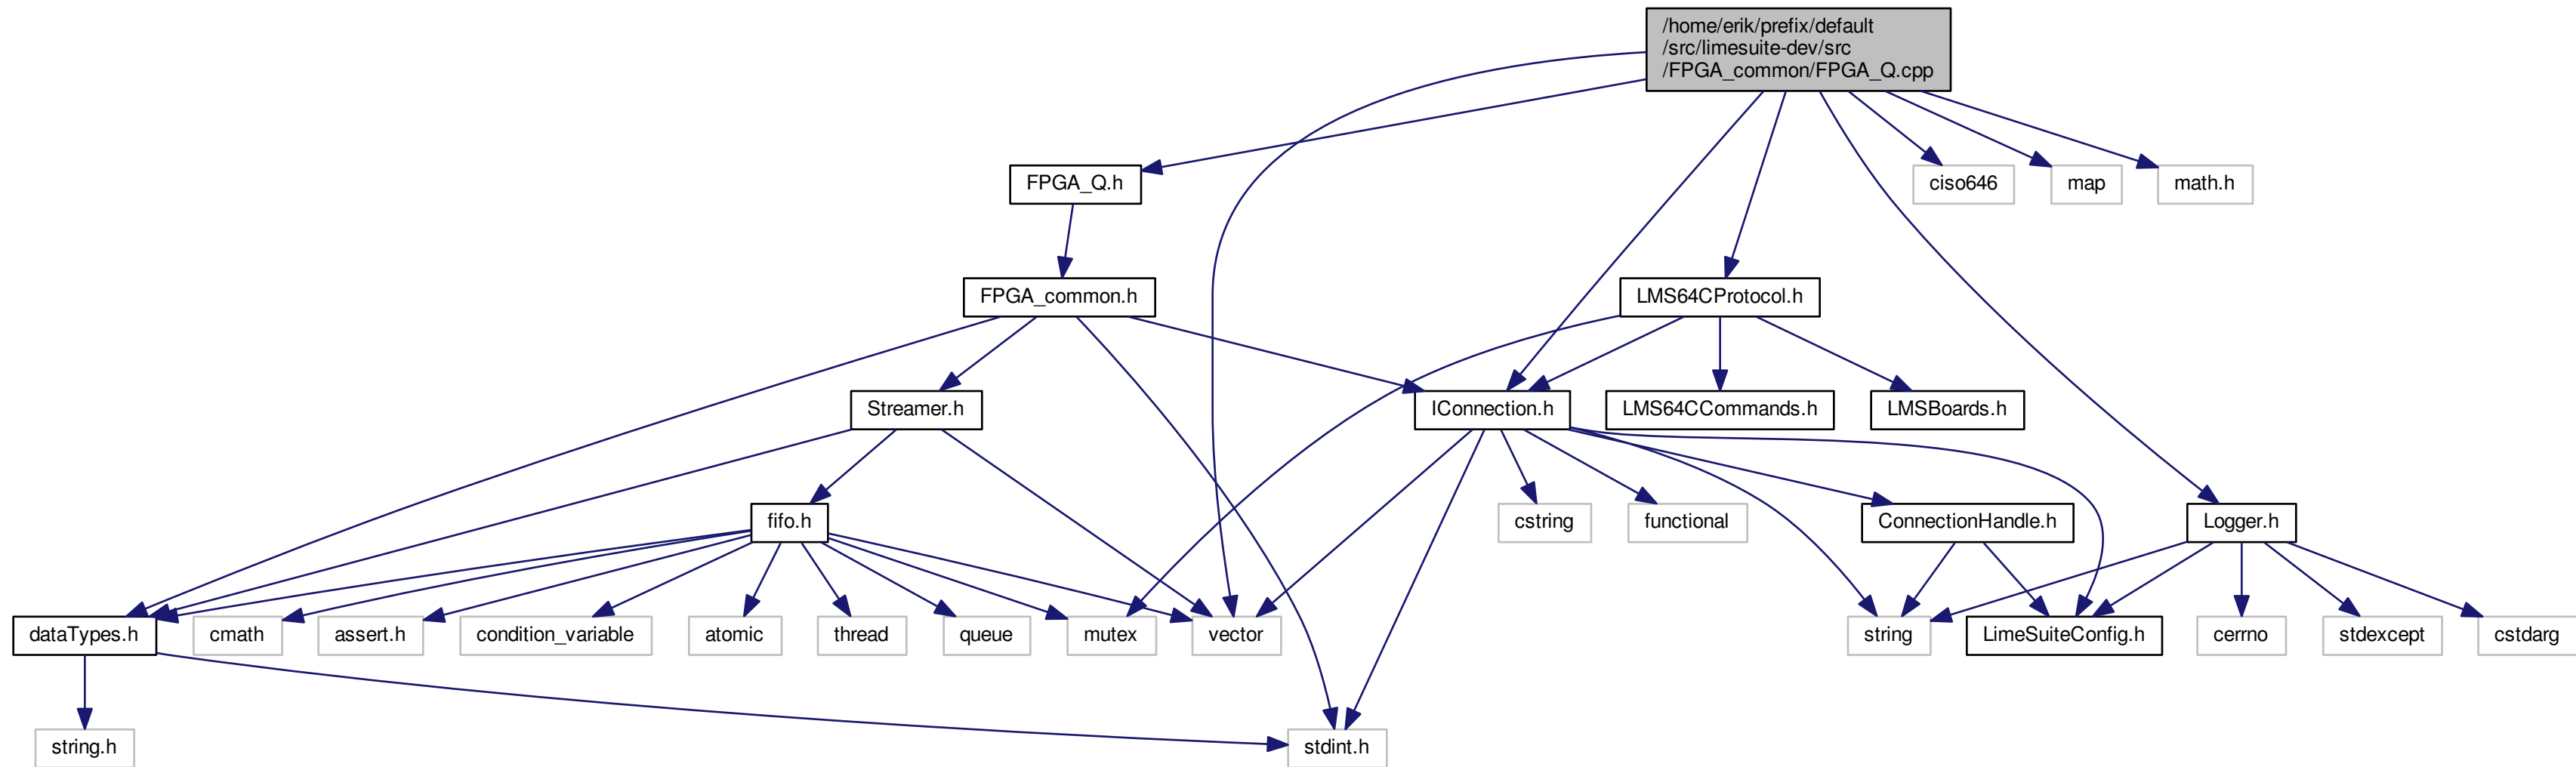 /home/erik/prefix/default
/src/limesuite-dev/src
/FPGA_common/FPGA_Q.cpp
FPGA_Q.h
ciso646
map
math.h
FPGA_common.h
LMS64CProtocol.h
Streamer.h
IConnection.h
LMS64CCommands.h
LMSBoards.h
fifo.h
cstring
functional
ConnectionHandle.h
Logger.h
dataTypes.h
cmath
assert.h
condition_variable
atomic
thread
queue
mutex
vector
string
LimeSuiteConfig.h
cerrno
stdexcept
cstdarg
string.h
stdint.h